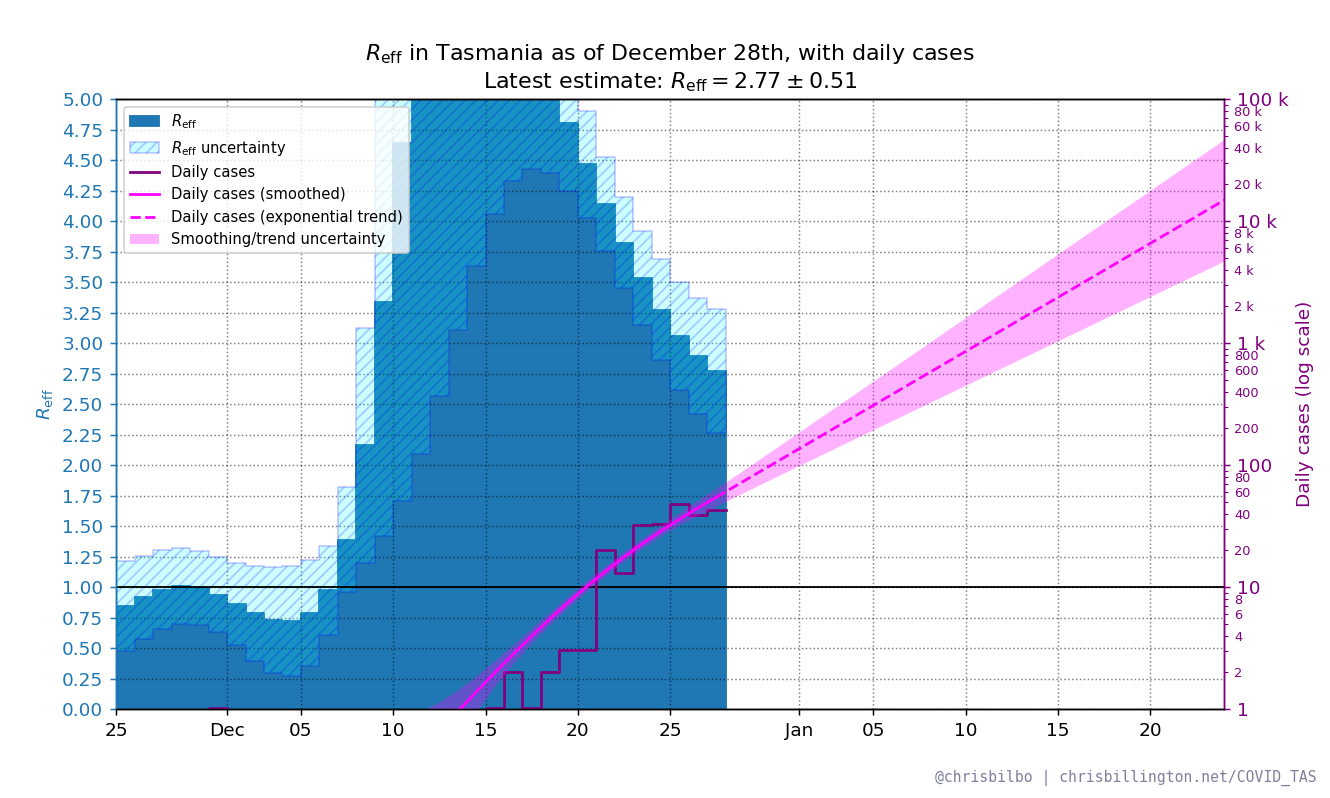 R_eff in Tasmania as of December 28th, with daily cases
Latest estimate: R_eff = 2.77 ± 0.51
R_eff
R_eff uncertainty
Daily cases
Daily cases (smoothed)
Daily cases (exponential trend)
Smoothing/trend uncertainty
R_eff
5.00
4.75
4.50
4.25
4.00
3.75
3.50
3.25
3.00
2.75
2.50
2.25
2.00
1.75
1.50
1.25
1.00
0.75
0.50
0.25
0.00
100 k
80 k
60 k
40 k
20 k
10 k
8 k
6 k
4 k
2 k
1 k
800
600
400
200
100
80
60
40
20
10
8
6
4
2
1
Daily cases (log scale)
25 Dec 05 10 15 20 25 Jan 05 10 15 20
@chrisbilbo | chrisbillington.net/COVID_TAS